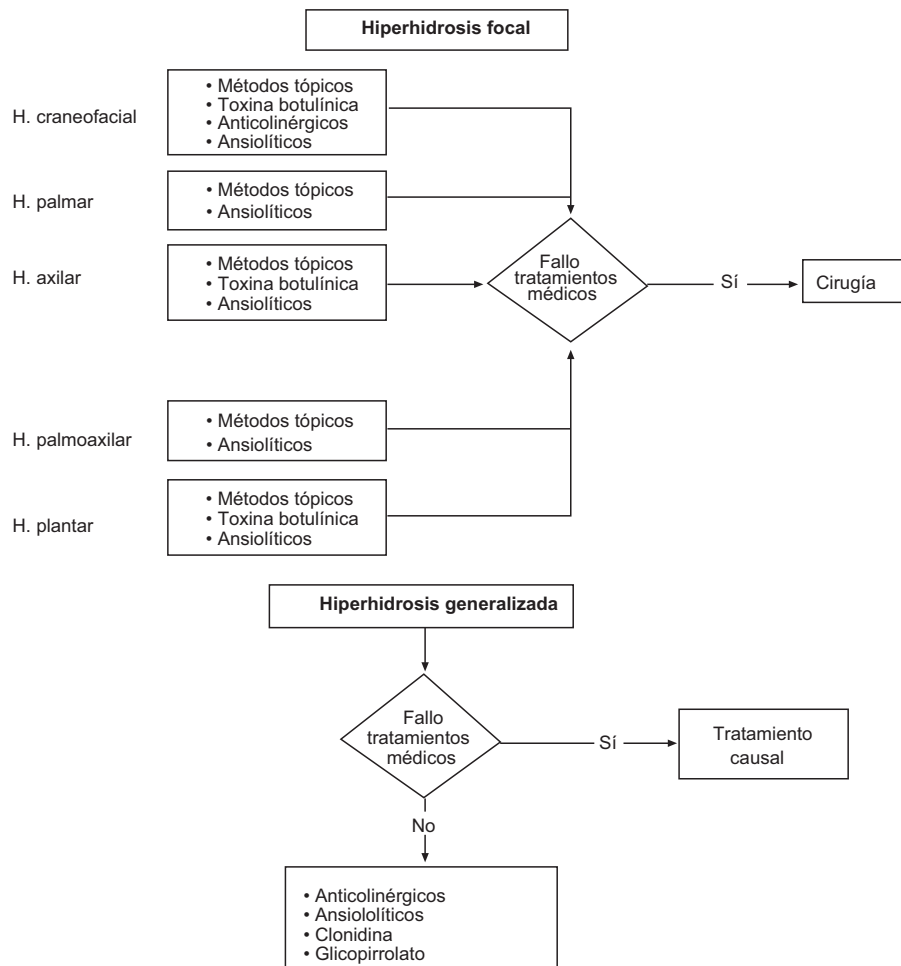 Hiperhidrosis focal
H. craneofacial
• Métodos tópicos
• Toxina botulínica
• Anticolinérgicos
• Ansiolíticos
H. palmar
• Métodos tópicos
• Ansiolíticos
H. axilar
• Métodos tópicos
• Toxina botulínica
• Ansiolíticos
Fallo
tratamientos
médicos
Sí
Cirugía
H. palmoaxilar
• Métodos tópicos
• Ansiolíticos
H. plantar
• Métodos tópicos
• Toxina botulínica
• Ansiolíticos
Hiperhidrosis generalizada
Fallo
tratamientos
médicos
Sí
Tratamiento
causal
No
• Anticolinérgicos
• Ansiololíticos
• Clonidina
• Glicopirrolato